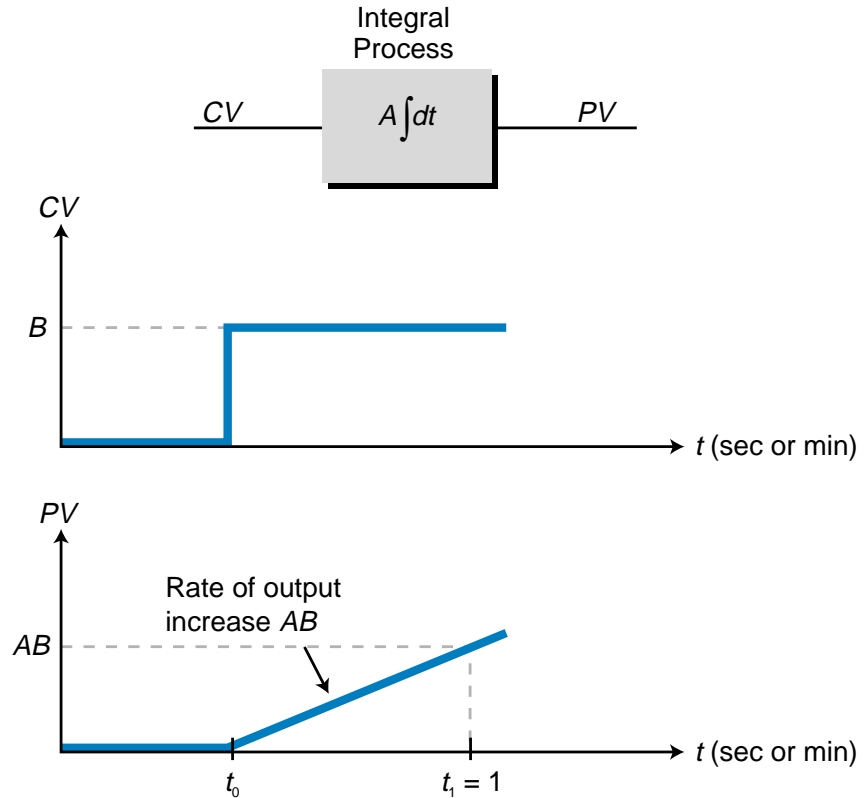 Integral
Process
CV
A∫dt
PV
CV
B
t (sec or min)
PV
Rate of output
increase AB
AB
t (sec or min)
t₀
t₁ = 1